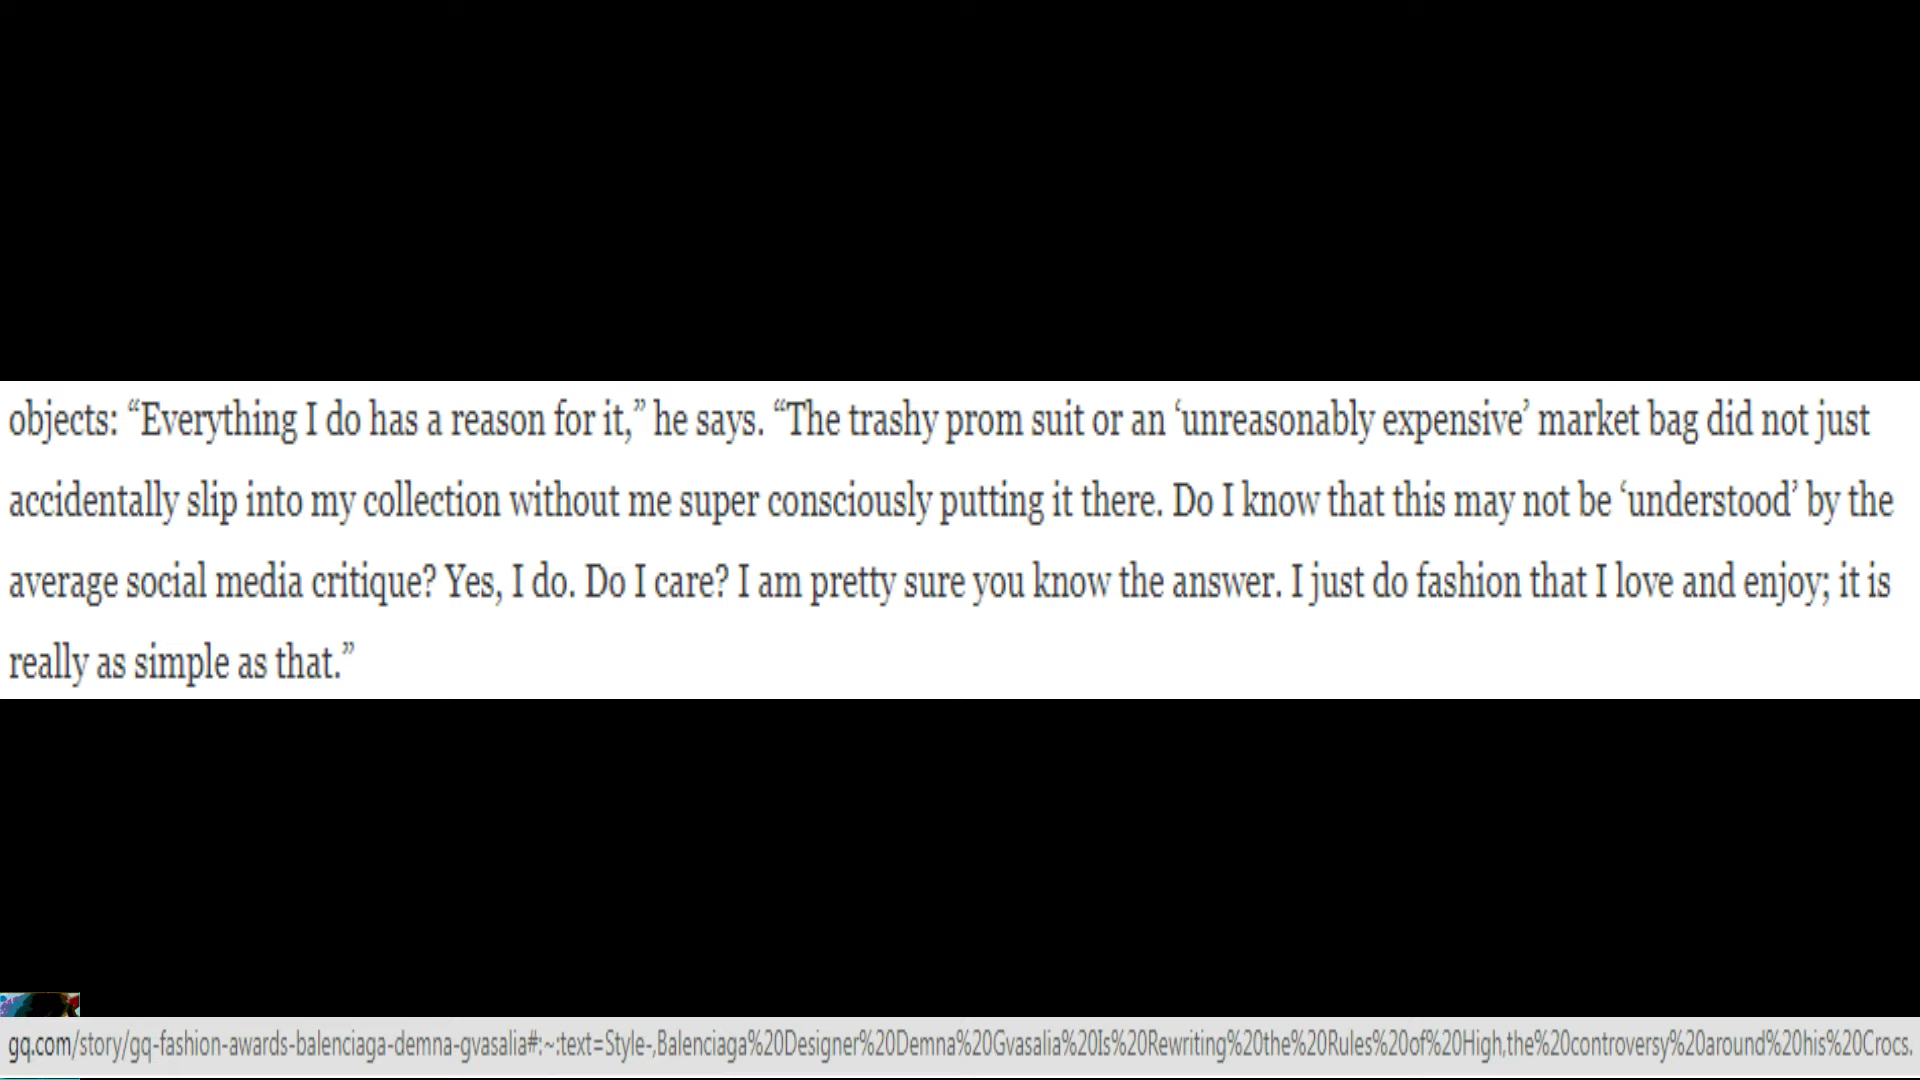 objects: “Everything I do has a reason for it,” he says. “The trashy prom suit or an ‘unreasonably expensive’ market bag did not just
accidentally slip into my collection without me super consciously putting it there. Do I know that this may not be ‘understood’ by the
average social media critique? Yes, I do. Do I care? I am pretty sure you know the answer. I just do fashion that I love and enjoy; it is
really as simple as that.”
gq.com/story/gq-fashion-awards-balenciaga-demna-gvasalia#:~:text=Style-,Balenciaga%20Designer%20Demna%20Gvasalia%20Is%20Rewriting%20the%20Rules%20of%20High,the%20controversy%20around%20his%20Crocs.